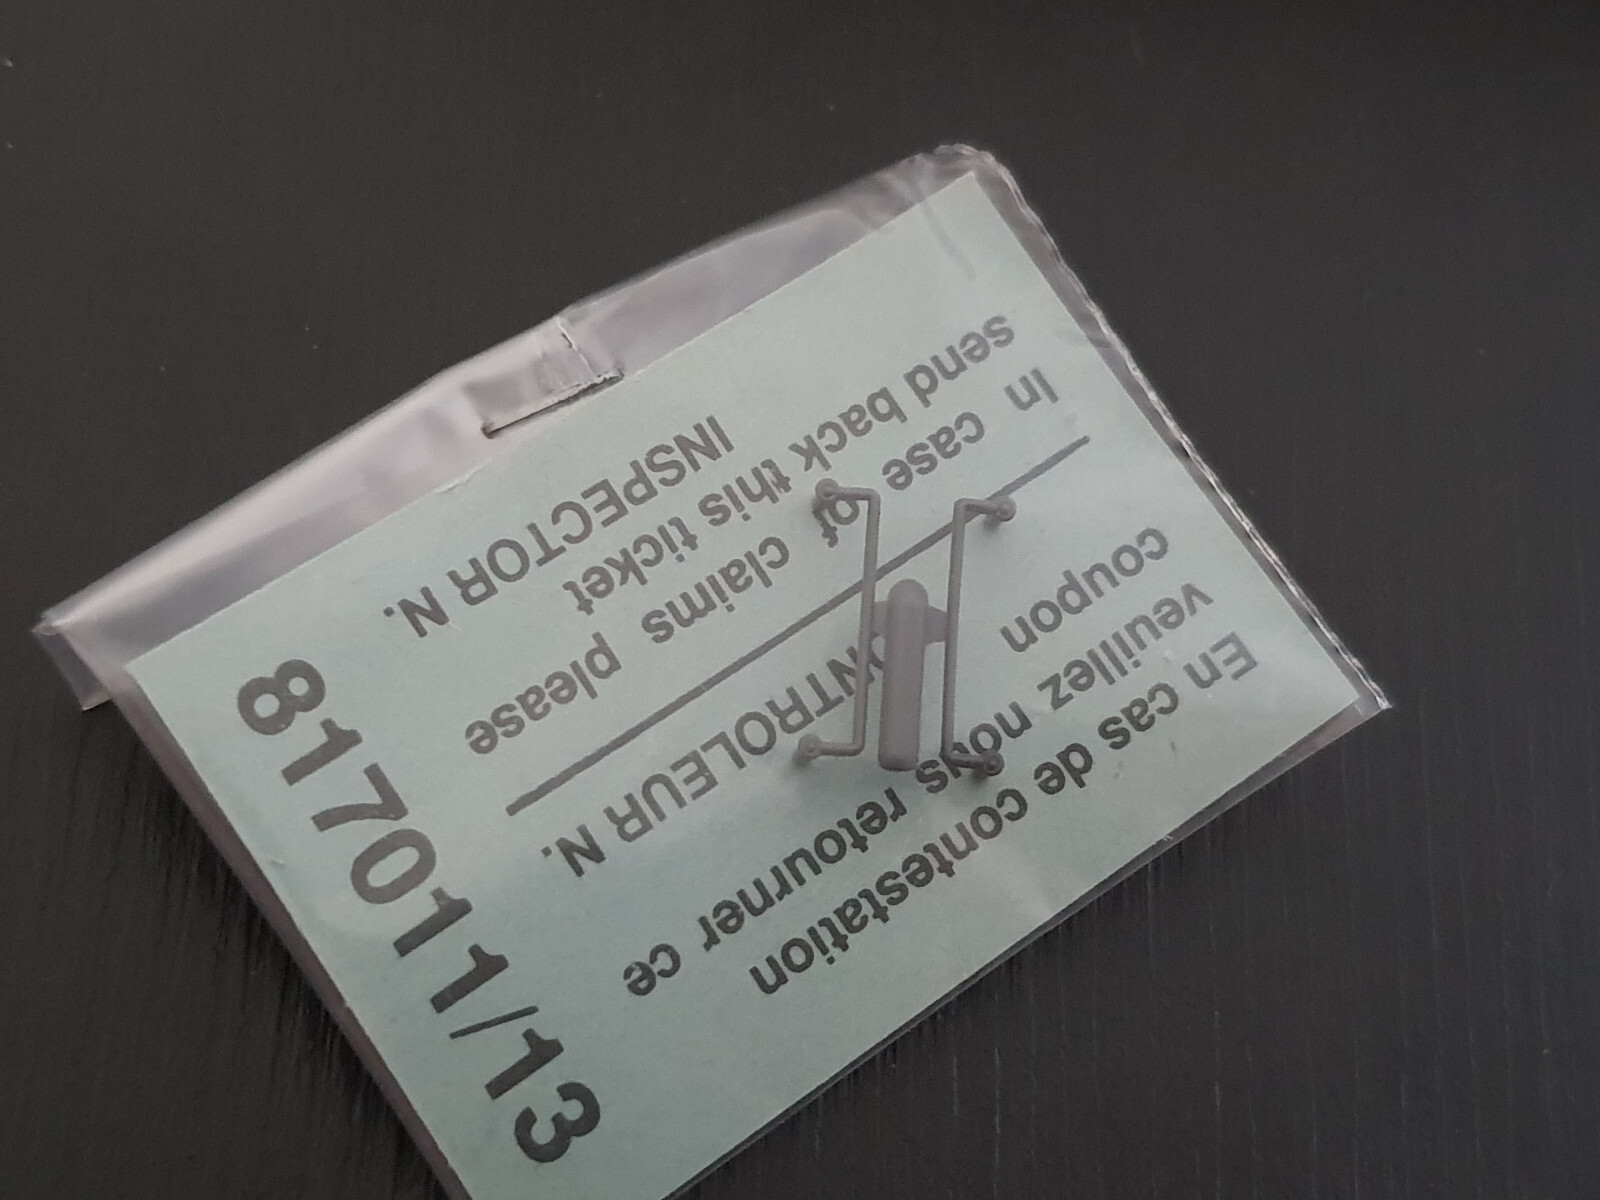 En cas de contestation
veuillez nous retourner ce
coupon
CONTROLEUR N.
In case of claims please
send back this ticket
INSPECTOR N.
817011/13